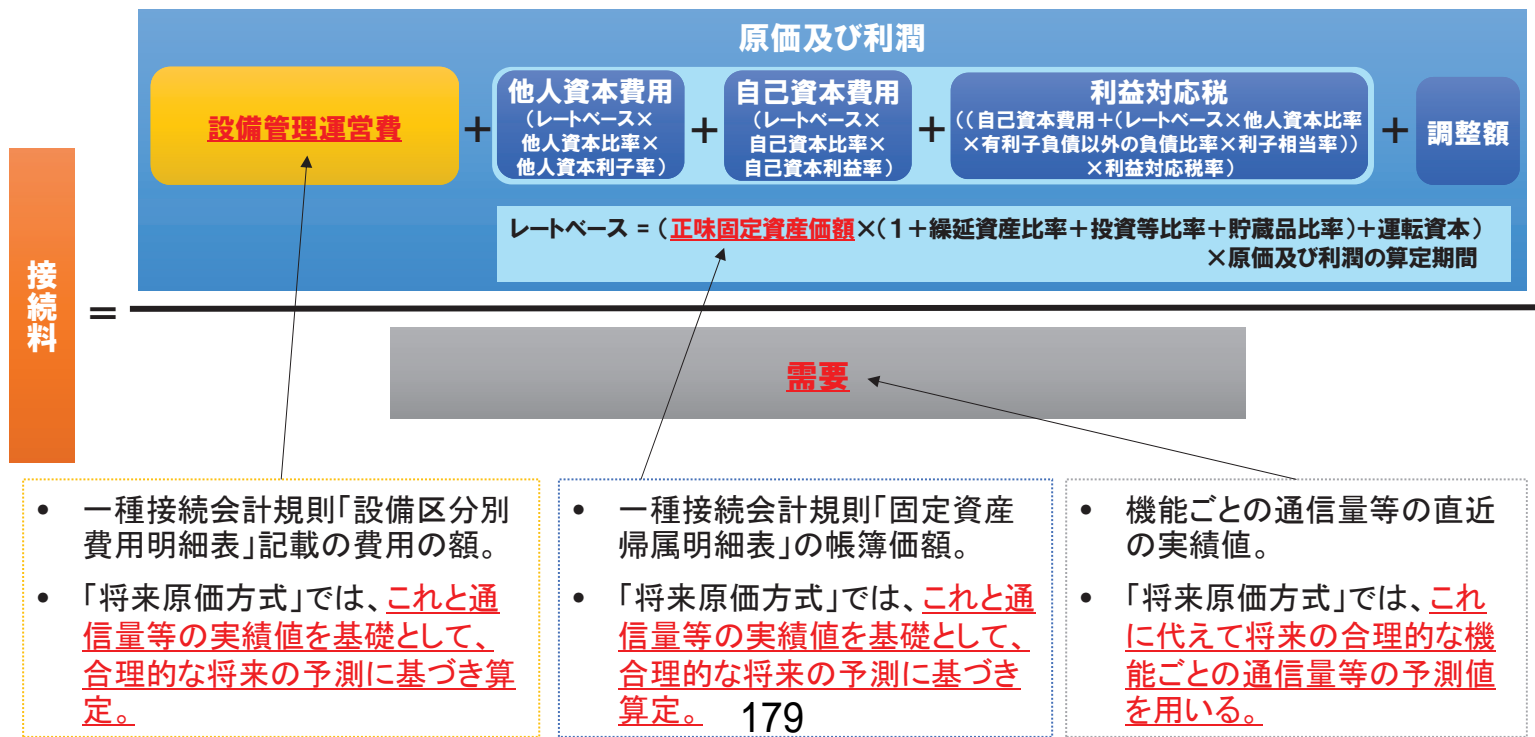 原価及び利潤
設備管理運営費
＋
他人資本費用
（レートベース×
他人資本比率×
他人資本利子率）
＋
自己資本費用
（レートベース×
自己資本比率×
自己資本利益率）
＋
利益対応税
（（自己資本費用＋（レートベース×他人資本比率
×有利子負債以外の負債比率×利子相当率））
×利益対応税率）
＋
調整額
レートベース =（正味固定資産価額×（１＋繰延資産比率＋投資等比率＋貯蔵品比率）＋運転資本）
×原価及び利潤の算定期間
接続料
＝
需要
• 一種接続会計規則「設備区分別
費用明細表」記載の費用の額。
• 「将来原価方式」では、これと通
信量等の実績値を基礎として、
合理的な将来の予測に基づき算
定。
• 一種接続会計規則「固定資産
帰属明細表」の帳簿価額。
• 「将来原価方式」では、これと通
信量等の実績値を基礎として、
合理的な将来の予測に基づき
算定。
• 機能ごとの通信量等の直近
の実績値。
• 「将来原価方式」では、これ
に代えて将来の合理的な機
能ごとの通信量等の予測値
を用いる。
179